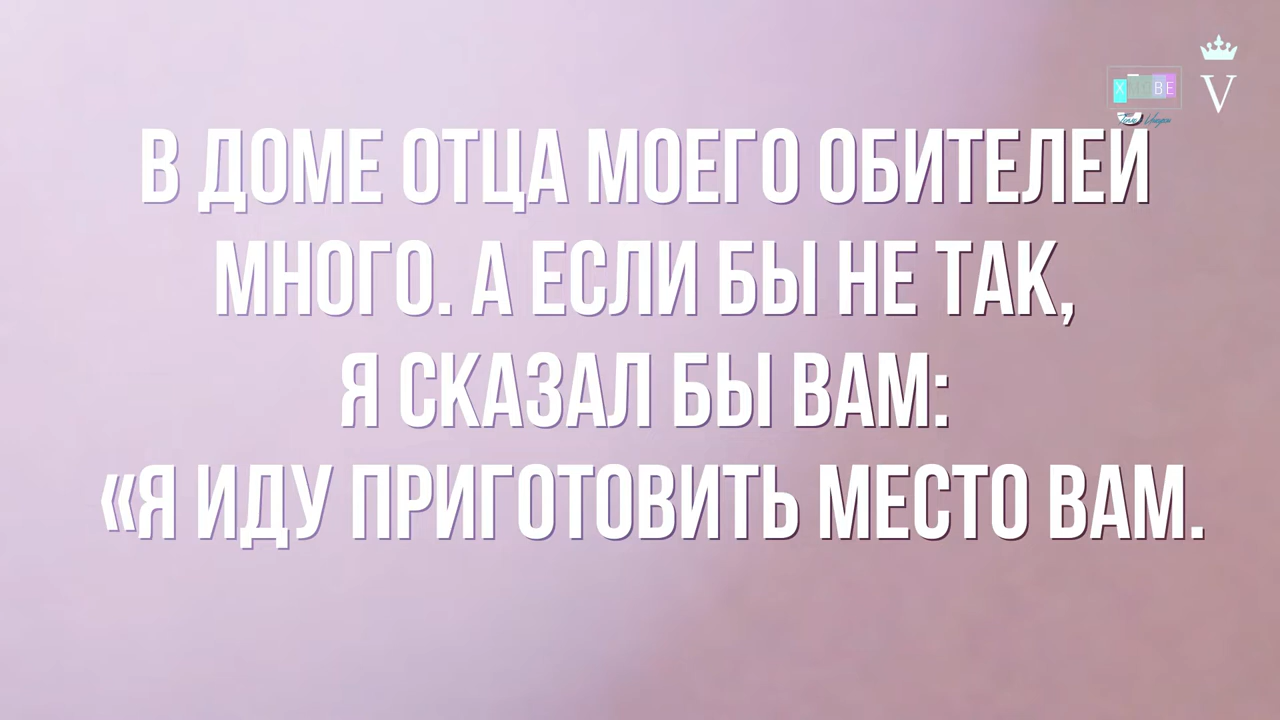 V
В ДОМЕ ОТЦА МОЕГО ОБИТЕЛЕЙ
МНОГО. А ЕСЛИ БЫ НЕ ТАК,
Я СКАЗАЛ БЫ ВАМ:
«Я ИДУ ПРИГОТОВИТЬ МЕСТО ВАМ.